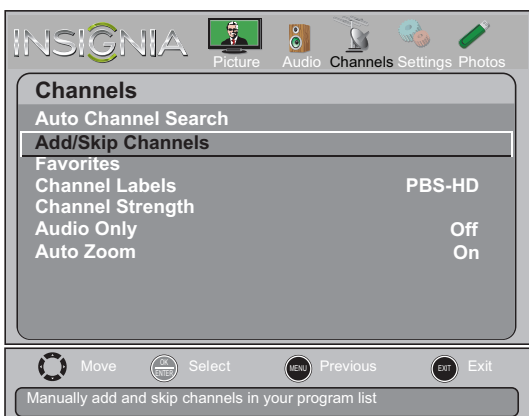 INSIGNIA
Picture Audio Channels Settings Photos
Channels
Auto Channel Search
Add/Skip Channels
Favorites
Channel Labels PBS-HD
Channel Strength
Audio Only Off
Auto Zoom On
Move OK ENTER Select MENU Previous EXIT Exit
Manually add and skip channels in your program list